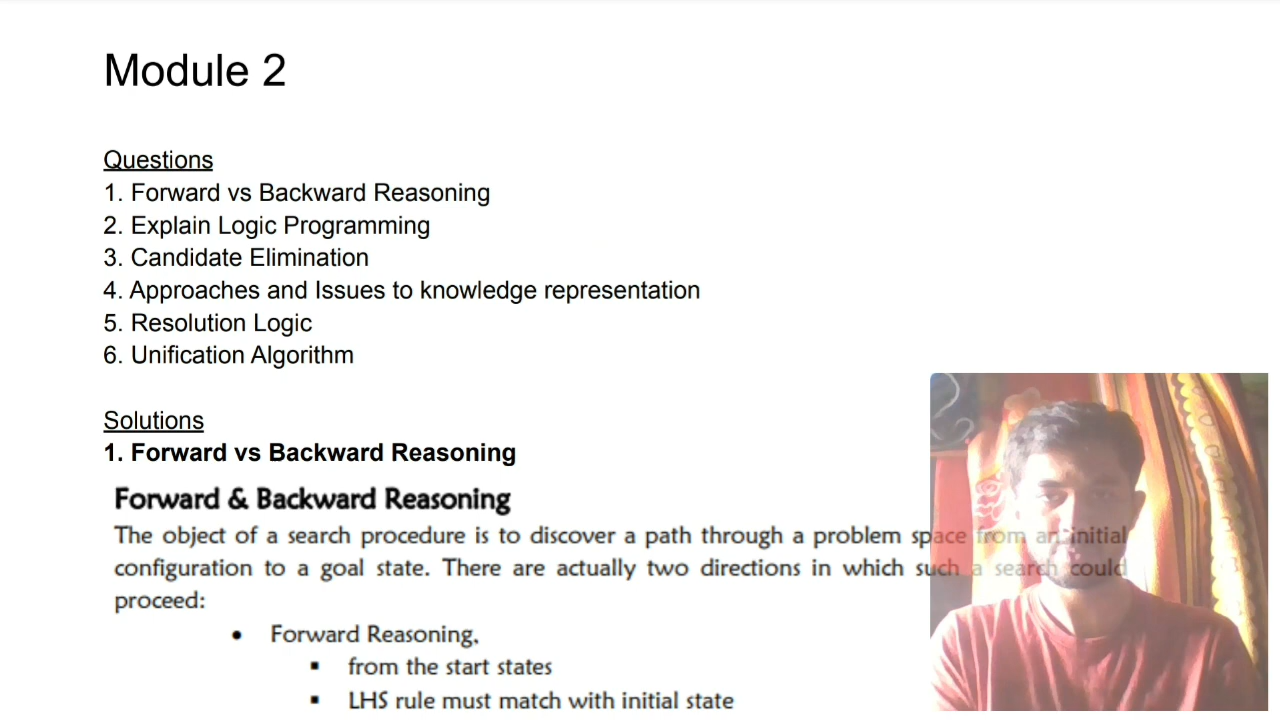 Module 2
Questions
1. Forward vs Backward Reasoning
2. Explain Logic Programming
3. Candidate Elimination
4. Approaches and Issues to knowledge representation
5. Resolution Logic
6. Unification Algorithm
Solutions
1. Forward vs Backward Reasoning
Forward & Backward Reasoning
The object of a search procedure is to discover a path through a problem space from an initial
configuration to a goal state. There are actually two directions in which such a search could
proceed:
• Forward Reasoning,
▪ from the start states
▪ LHS rule must match with initial state